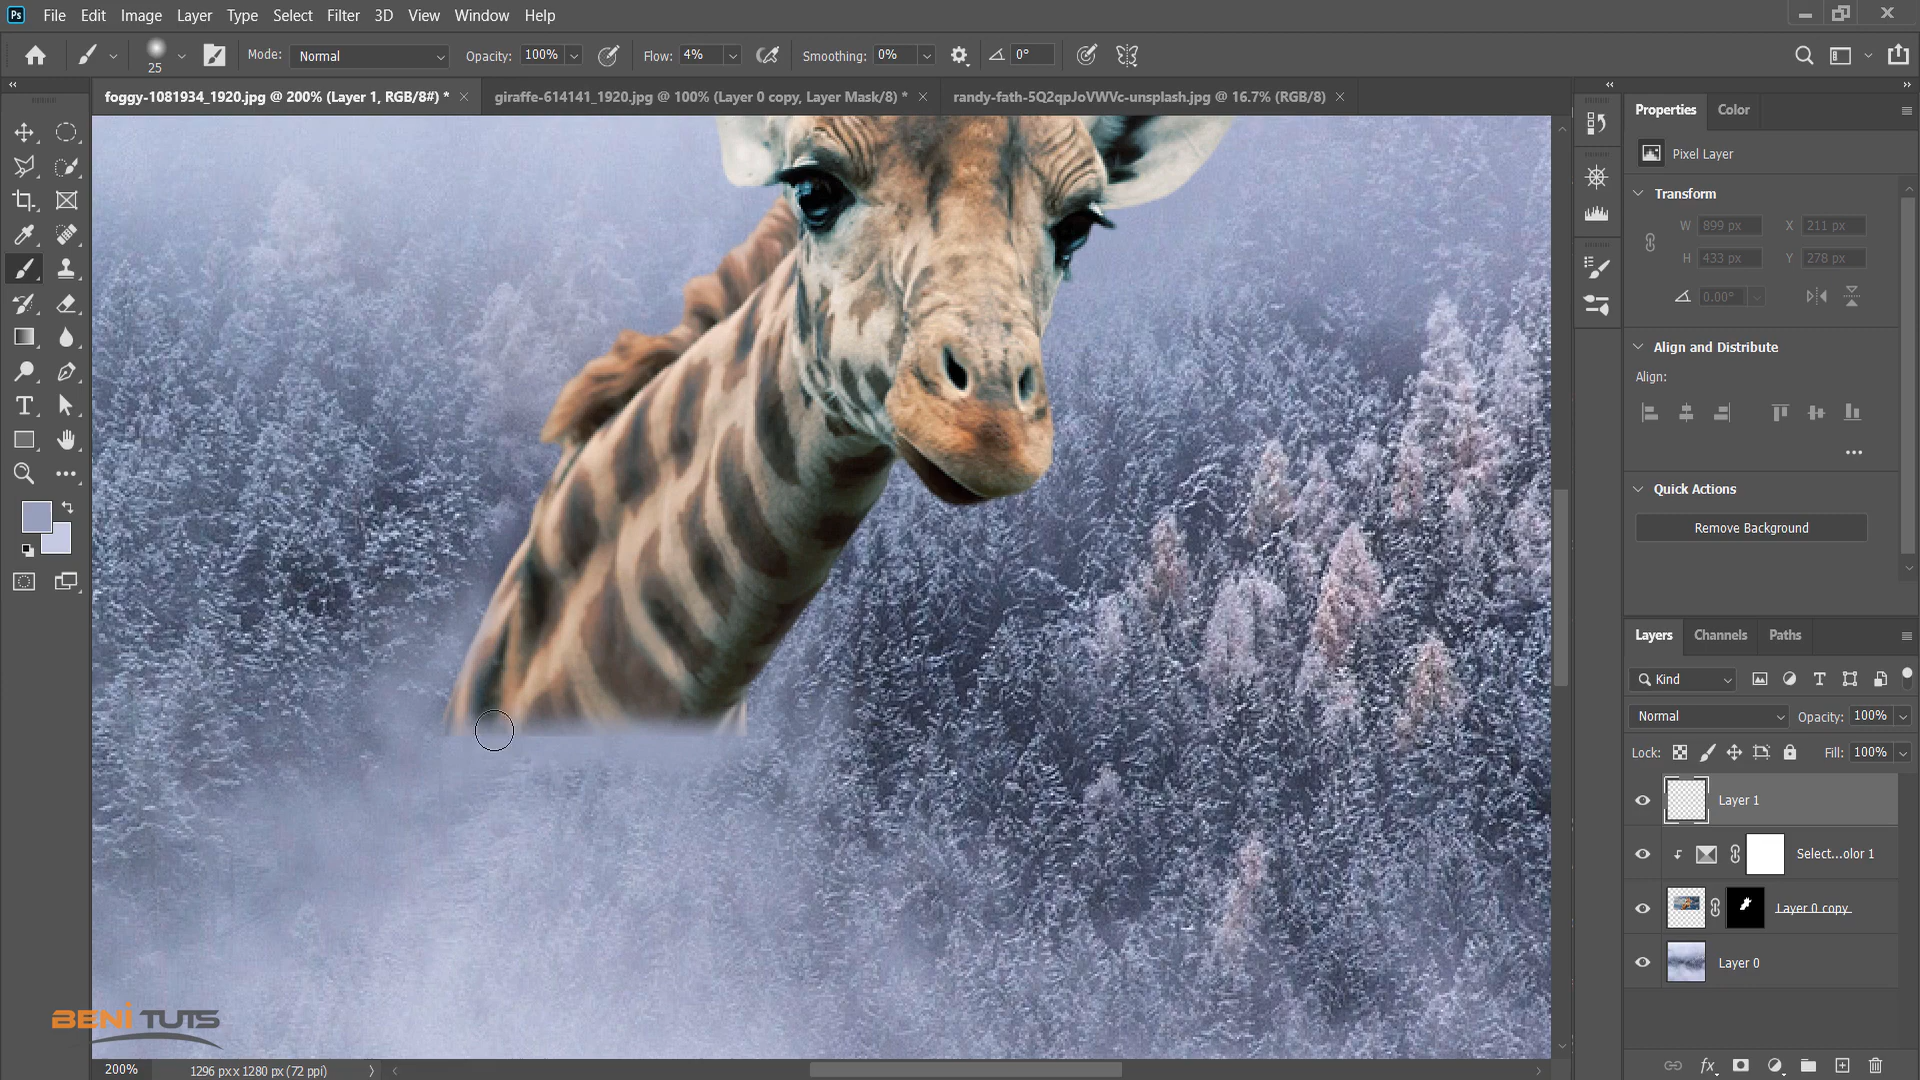 Ps File Edit Image Layer Type Select Filter 3D View Window Help
25 Mode: Normal Opacity: 100% Flow: 4% Smoothing: 0% 0°
foggy-1081934_1920.jpg @ 200% (Layer 1, RGB/8#) * giraffe-614141_1920.jpg @ 100% (Layer 0 copy, Layer Mask/8) * randy-fath-5Q2qpJoVWVc-unsplash.jpg @ 16.7% (RGB/8)
Properties Color
Pixel Layer
Transform
W 899 px X 211 px
H 433 px Y 278 px
0.00°
Align and Distribute
Align:
Quick Actions
Remove Background
Layers Channels Paths
Kind
Normal Opacity: 100%
Lock: Fill: 100%
Layer 1
Select...olor 1
Layer 0 copy
Layer 0
BENI TUTS
200% 1296 px x 1280 px (72 ppi)